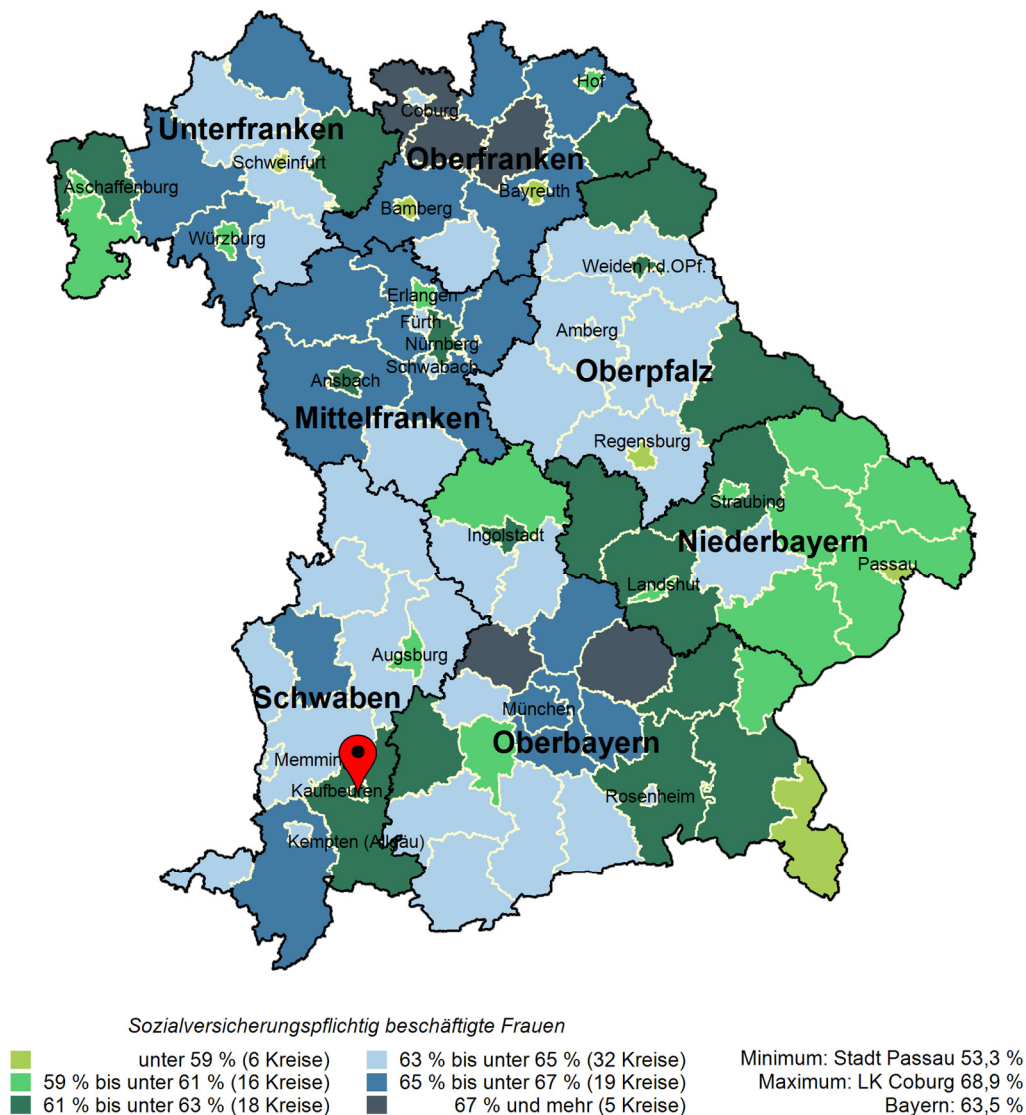 Hof
Coburg
Unterfranken
Oberfranken
Schweinfurt
Aschaffenburg
Bayreuth
Bamberg
Würzburg
Weiden i.d.OPf.
Erlangen
Fürth
Amberg
Nürnberg
Schwabach
Oberpfalz
Ansbach
Mittelfranken
Regensburg
Straubing
Ingolstadt
Niederbayern
Passau
Landshut
Augsburg
Schwaben
München
Oberbayern
Kaufbeuren
Rosenheim
Kempten (Allgäu)
Sozialversicherungspflichtig beschäftigte Frauen
unter 59 % (6 Kreise) 63 % bis unter 65 % (32 Kreise) Minimum: Stadt Passau 53,3 %
59 % bis unter 61 % (16 Kreise) 65 % bis unter 67 % (19 Kreise) Maximum: LK Coburg 68,9 %
61 % bis unter 63 % (18 Kreise) 67 % und mehr (5 Kreise) Bayern: 63,5 %